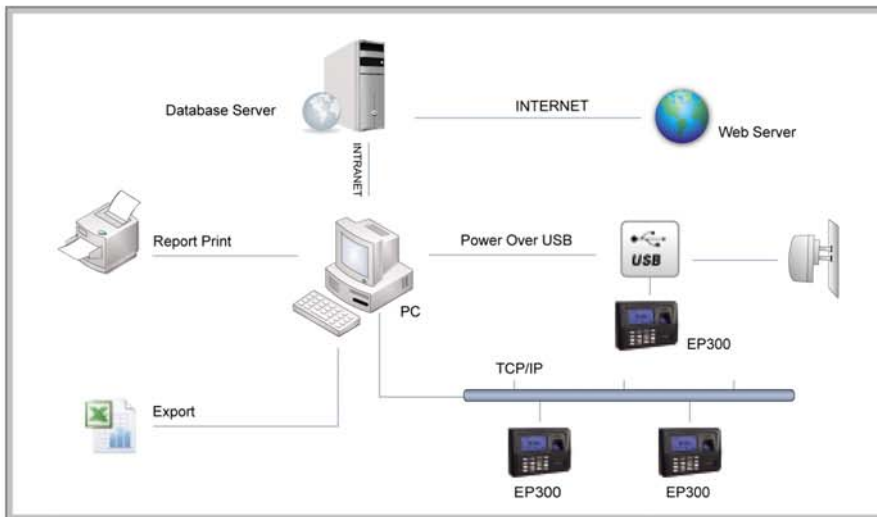 INTERNET
Database Server
Web Server
INTRANET
Report Print
Power Over USB
USB
PC
EP300
TCP/IP
Export
EP300
EP300